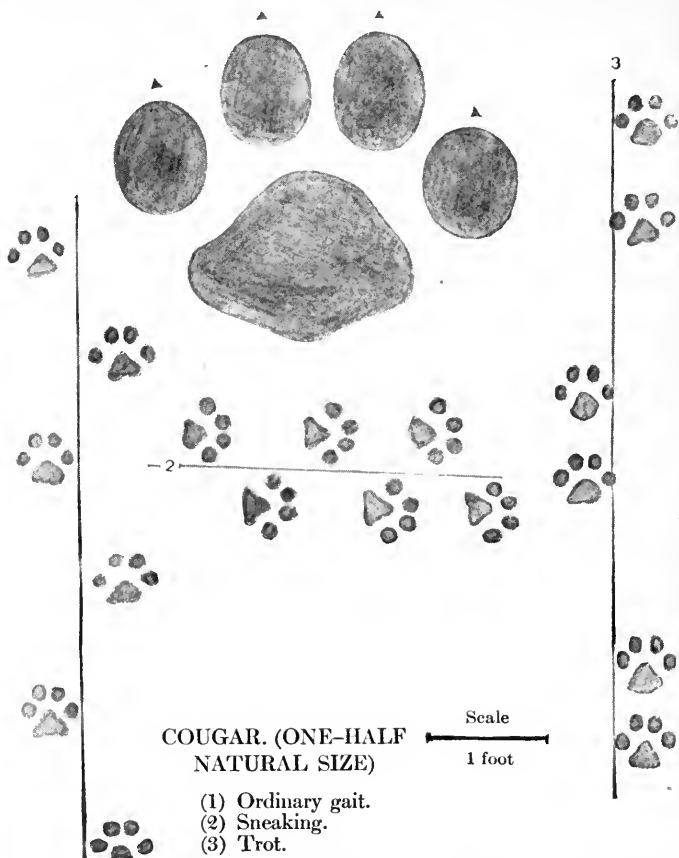 3
2
COUGAR. (ONE-HALF
NATURAL SIZE)
Scale
1 foot
(1) Ordinary gait.
(2) Sneaking.
(3) Trot.